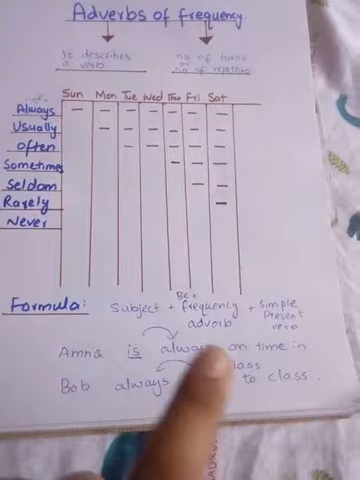 Adverbs of frequency.
It describes a verb
no of turns or no of repetition
Sun Mon Tue Wed Thu Fri Sat
Always
Usually
often
Sometimes
Seldom
Rarely
Never
Formula: Subject + Be + frequency adverb + Simple Present verb
Amna is always on time in class
Bob always to class.